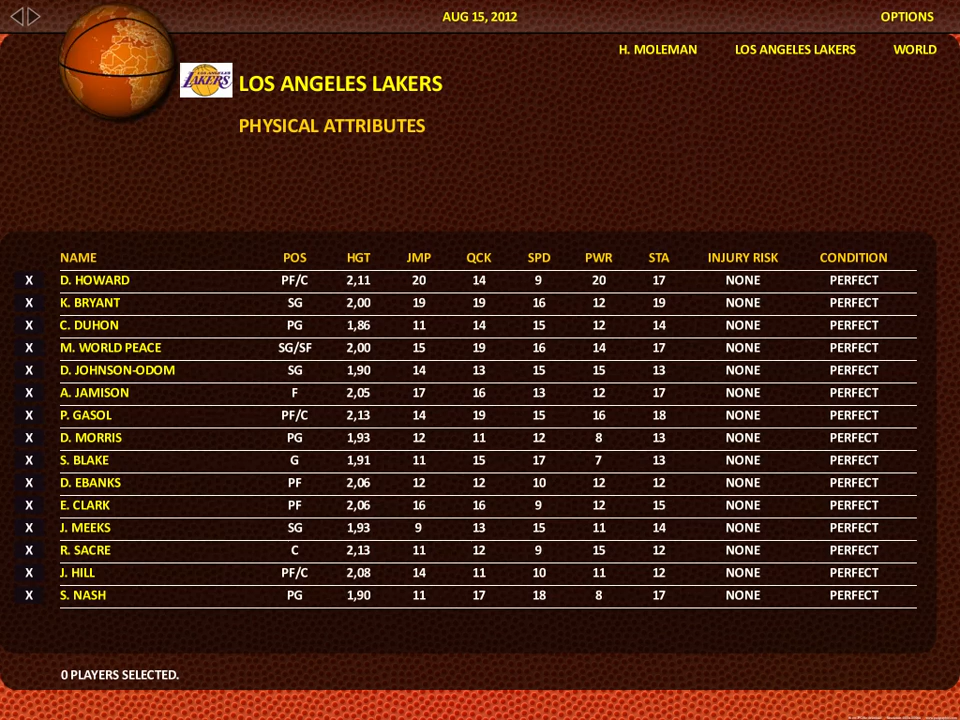 AUG 15, 2012 OPTIONS
H. MOLEMAN LOS ANGELES LAKERS WORLD
LOS ANGELES LAKERS LOS ANGELES LAKERS
PHYSICAL ATTRIBUTES
NAME POS HGT JMP QCK SPD PWR STA INJURY RISK CONDITION
X D. HOWARD PF/C 2,11 20 14 9 20 17 NONE PERFECT
X K. BRYANT SG 2,00 19 19 16 12 19 NONE PERFECT
X C. DUHON PG 1,86 11 14 15 12 14 NONE PERFECT
X M. WORLD PEACE SG/SF 2,00 15 19 16 14 17 NONE PERFECT
X D. JOHNSON-ODOM SG 1,90 14 13 15 15 13 NONE PERFECT
X A. JAMISON F 2,05 17 16 13 12 17 NONE PERFECT
X P. GASOL PF/C 2,13 14 19 15 16 18 NONE PERFECT
X D. MORRIS PG 1,93 12 11 12 8 13 NONE PERFECT
X S. BLAKE G 1,91 11 15 17 7 13 NONE PERFECT
X D. EBANKS PF 2,06 12 12 10 12 12 NONE PERFECT
X E. CLARK PF 2,06 16 16 9 12 15 NONE PERFECT
X J. MEEKS SG 1,93 9 13 15 11 14 NONE PERFECT
X R. SACRE C 2,13 11 12 9 15 12 NONE PERFECT
X J. HILL PF/C 2,08 14 11 10 11 12 NONE PERFECT
X S. NASH PG 1,90 11 17 18 8 17 NONE PERFECT
0 PLAYERS SELECTED.